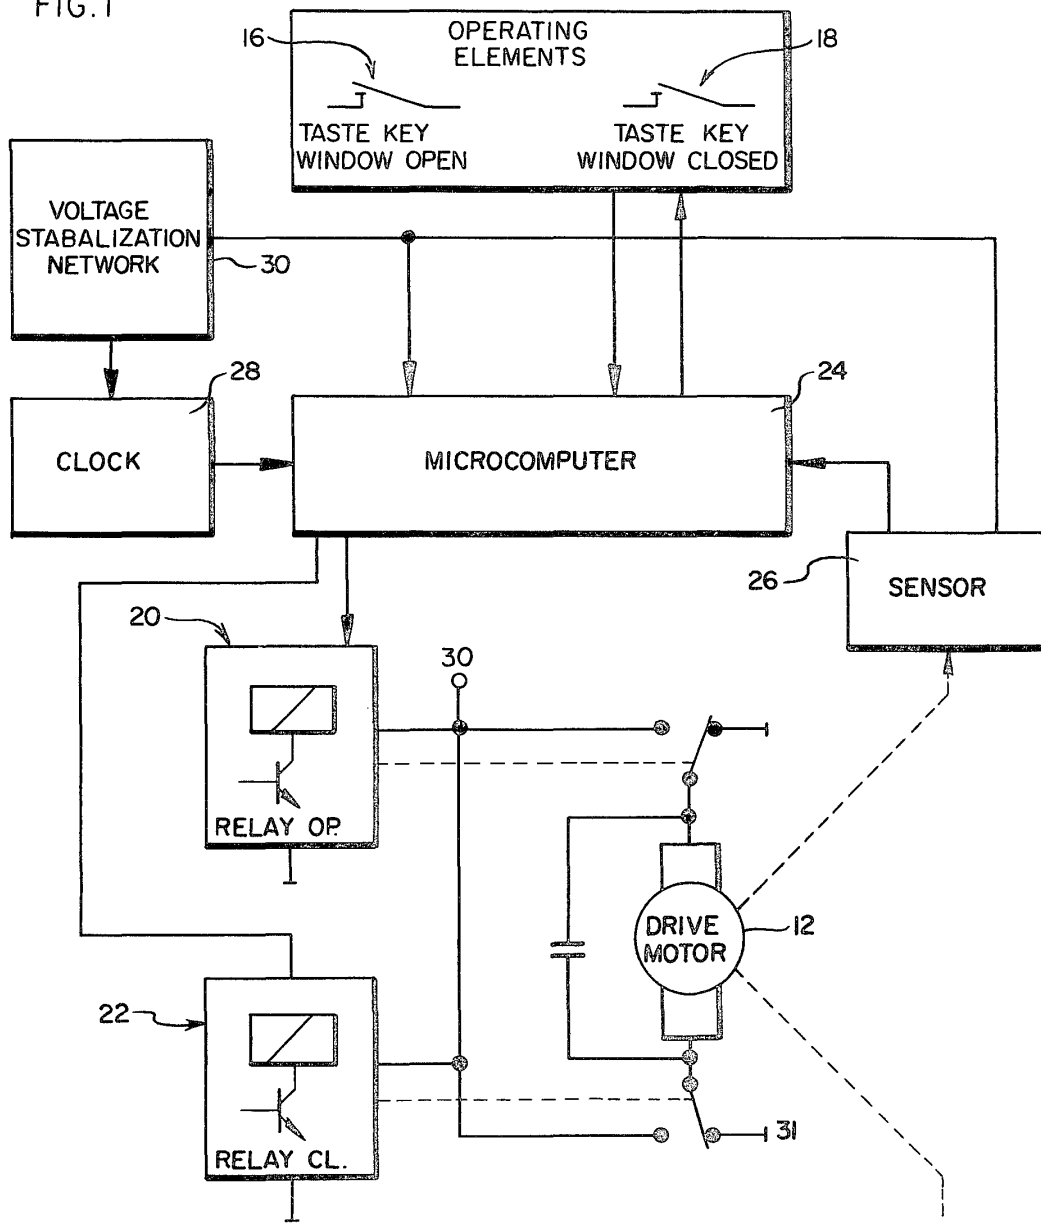 FIG. 1
OPERATING
ELEMENTS
16
18
TASTE KEY
WINDOW OPEN
TASTE KEY
WINDOW CLOSED
VOLTAGE
STABALIZATION
NETWORK
30
28
24
CLOCK
MICROCOMPUTER
26
SENSOR
20
30
RELAY OP.
DRIVE
MOTOR
12
22
31
RELAY CL.